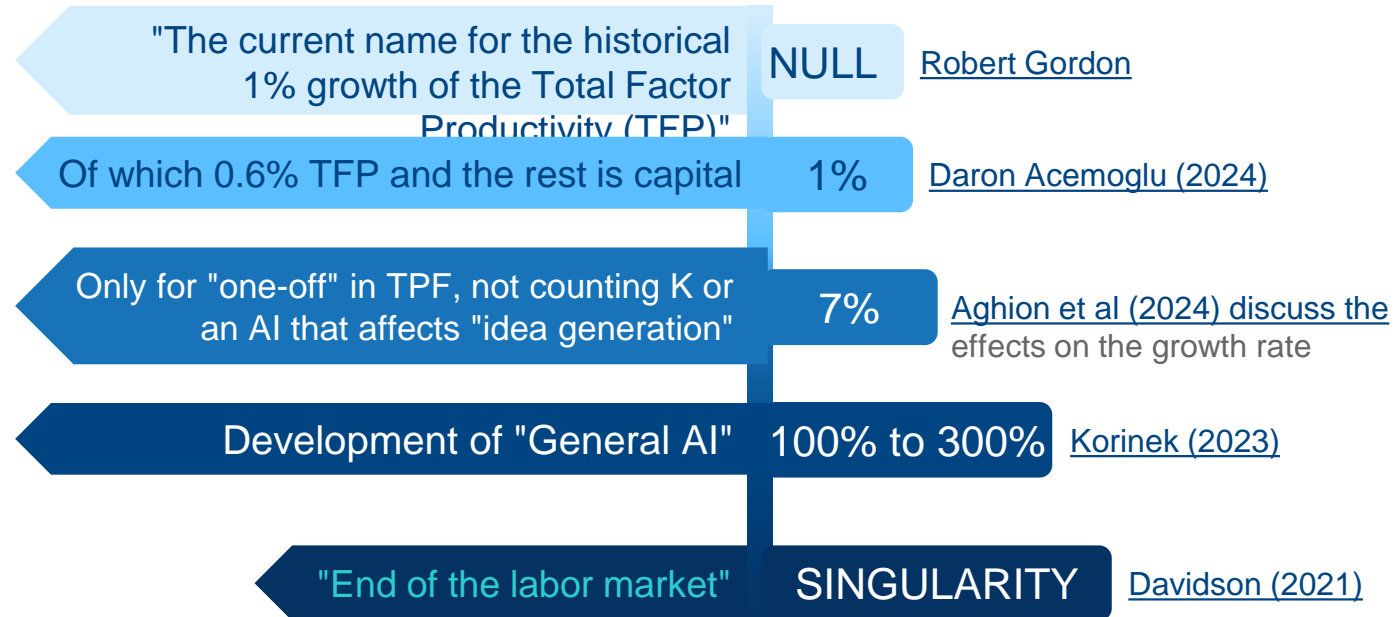 "The current name for the historical
1% growth of the Total Factor
Productivity (TFP)"
NULL
Robert Gordon
Of which 0.6% TFP and the rest is capital
1%
Daron Acemoglu (2024)
Only for "one-off" in TPF, not counting K or
an AI that affects "idea generation"
7%
Aghion et al (2024) discuss the
effects on the growth rate
Development of "General AI"
100% to 300%
Korinek (2023)
"End of the labor market"
SINGULARITY
Davidson (2021)